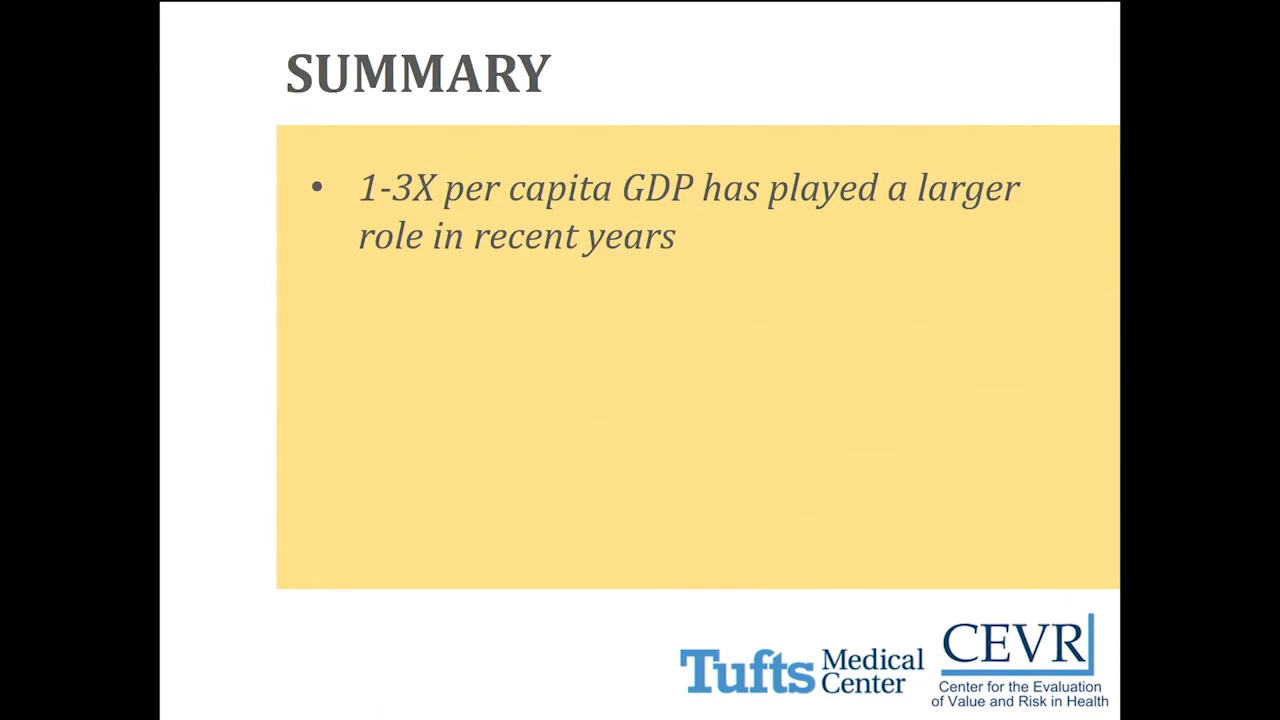 SUMMARY
• 1-3X per capita GDP has played a larger
role in recent years
Tufts Medical
Center
CEVR
Center for the Evaluation
of Value and Risk in Health